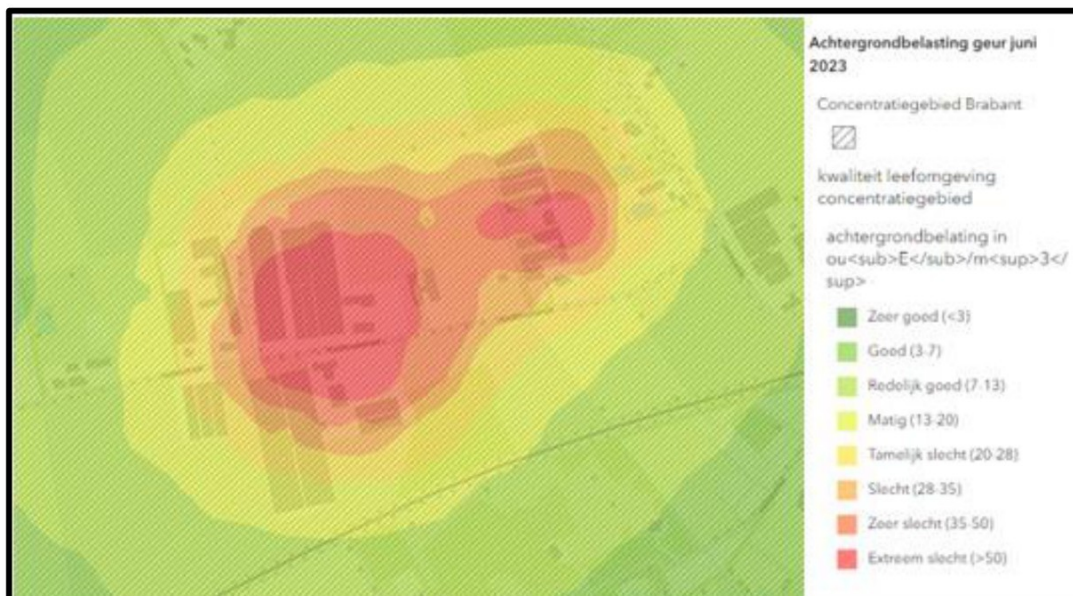 Achtergrondbelasting geur juni
2023
Concentratiegebied Brabant
kwaliteit leefomgeving
concentratiegebied
achtergrondbelating in
ou<sub>E</sub>/m<sup>3</
sup>
Zeer goed (<3)
Goed (3-7)
Redelijk goed (7-13)
Matig (13-20)
Tamelijk slecht (20-28)
Slecht (28-35)
Zeer slecht (35-50)
Extreem slecht (>50)